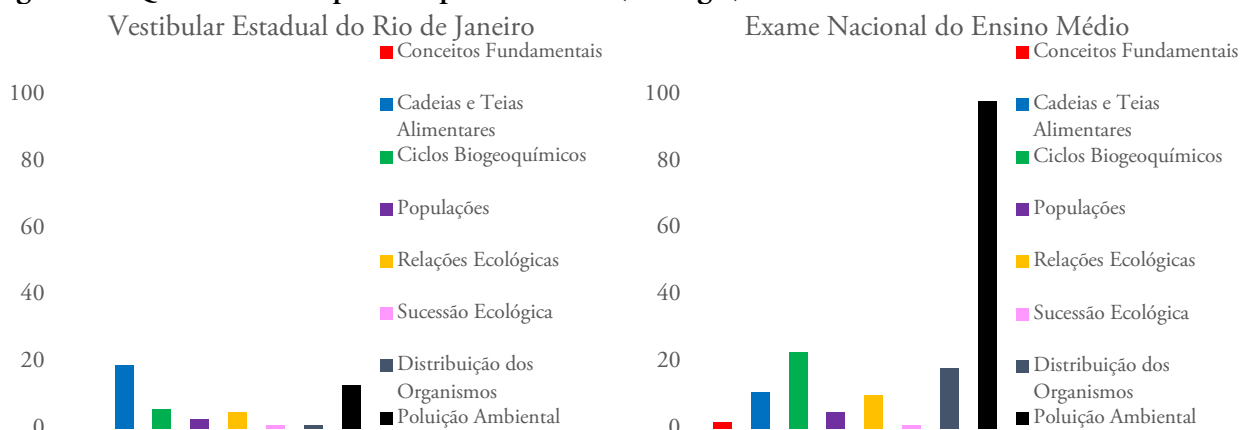 Vestibular Estadual do Rio de Janeiro
100
80
60
40
20
0
Conceitos Fundamentais
Cadeias e Teias
Alimentares
Ciclos Biogeoquímicos
Populações
Relações Ecológicas
Sucessão Ecológica
Distribuição dos
Organismos
Poluição Ambiental
Exame Nacional do Ensino Médio
100
80
60
40
20
0
Conceitos Fundamentais
Cadeias e Teias
Alimentares
Ciclos Biogeoquímicos
Populações
Relações Ecológicas
Sucessão Ecológica
Distribuição dos
Organismos
Poluição Ambiental